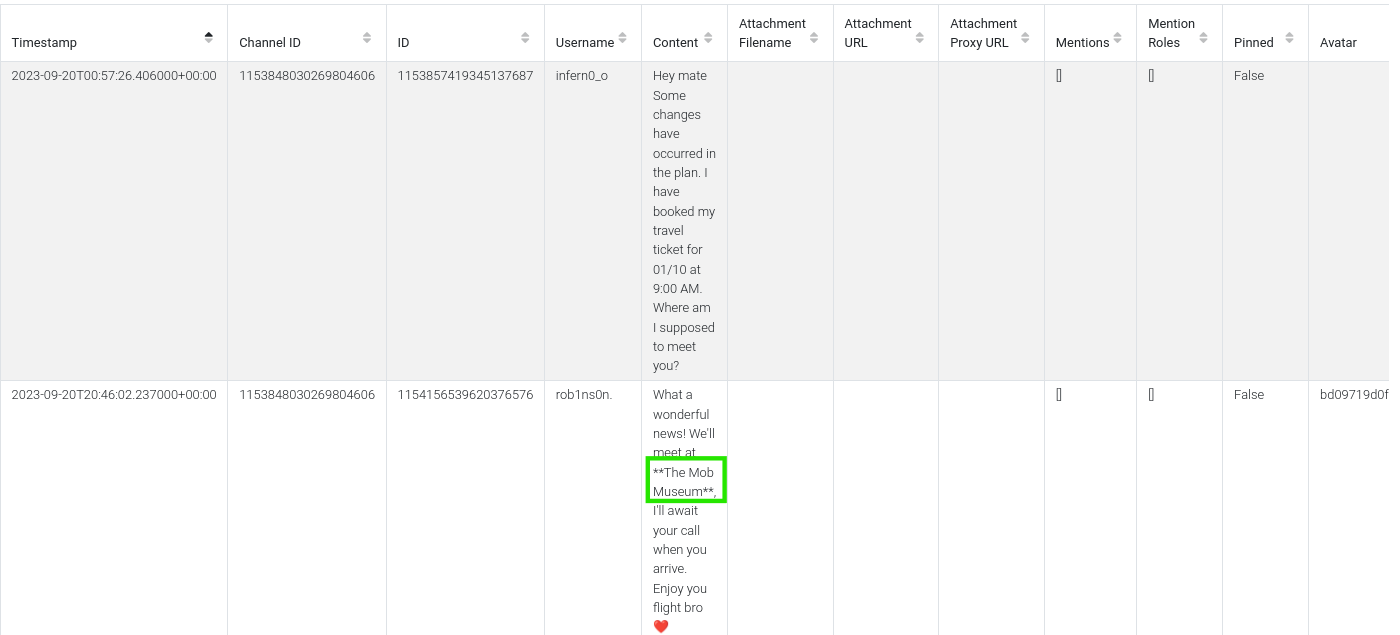 Timestamp Channel ID ID Username Content Attachment Filename Attachment URL Attachment Proxy URL Mentions Mention Roles Pinned Avatar
2023-09-20T00:57:26.406000+00:00 1153848030269804606 1153857419345137687 infern0_o Hey mate [] [] False
Some
changes
have
occurred in
the plan. I
have
booked my
travel
ticket for
01/10 at
9:00 AM.
Where am
I supposed
to meet
you?
2023-09-20T20:46:02.237000+00:00 1153848030269804606 1154156539620376576 rob1ns0n. What a [] [] False bd09719d0f
wonderful
news! We'll
meet at
**The Mob
Museum**,
I'll await
your call
when you
arrive.
Enjoy you
flight bro
❤️